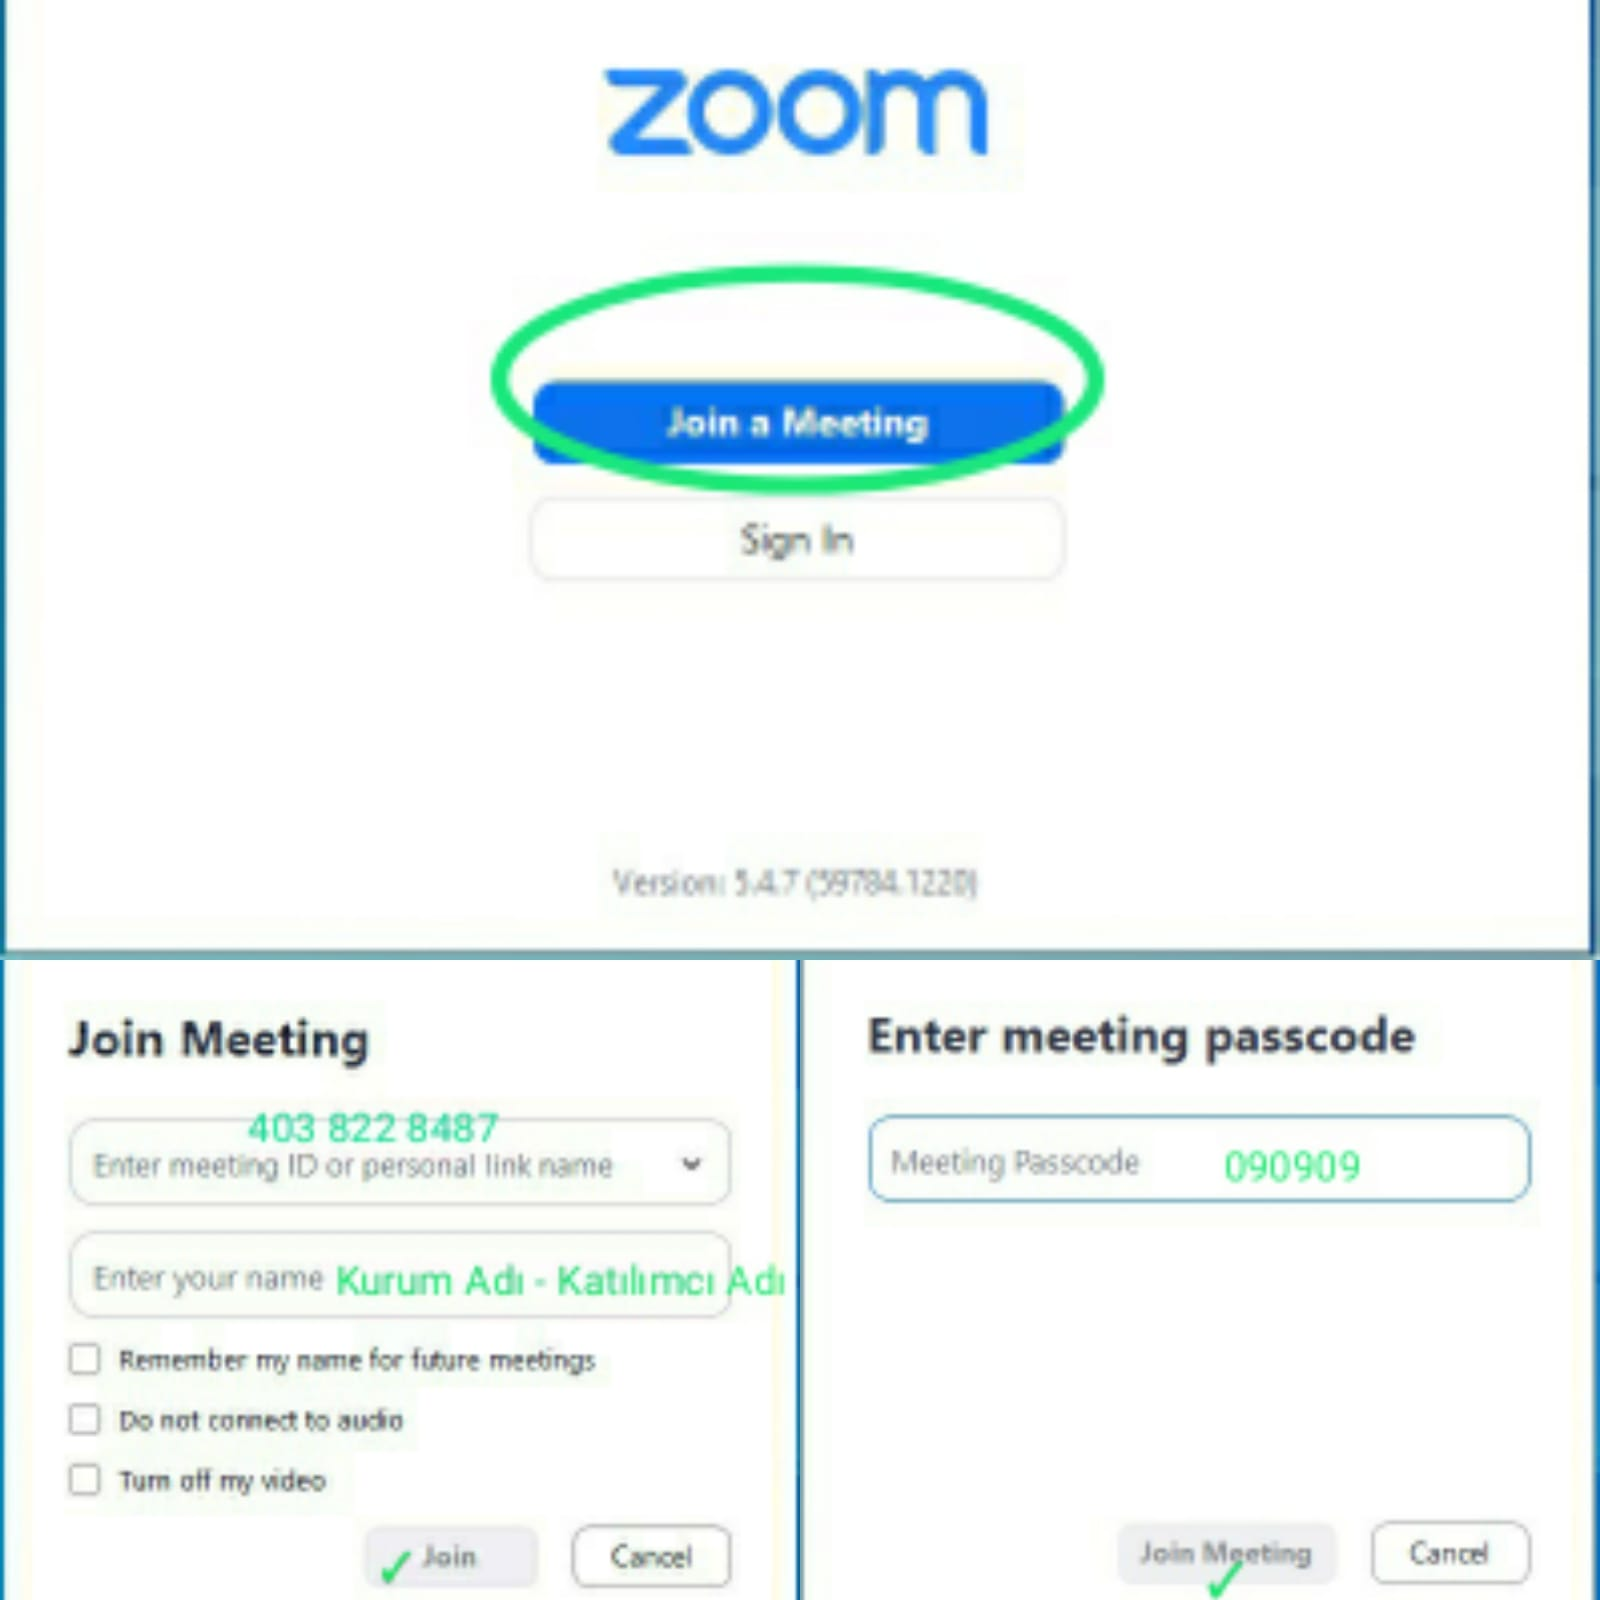 zoom
Join a Meeting
Sign In
Version: 5.4.7 (59784.1220)
Join Meeting
403 822 8487
Enter meeting ID or personal link name
Enter your name Kurum Adı - Katılımcı Adı
Remember my name for future meetings
Do not connect to audio
Turn off my video
Join
Cancel
Enter meeting passcode
Meeting Passcode 090909
Join Meeting
Cancel